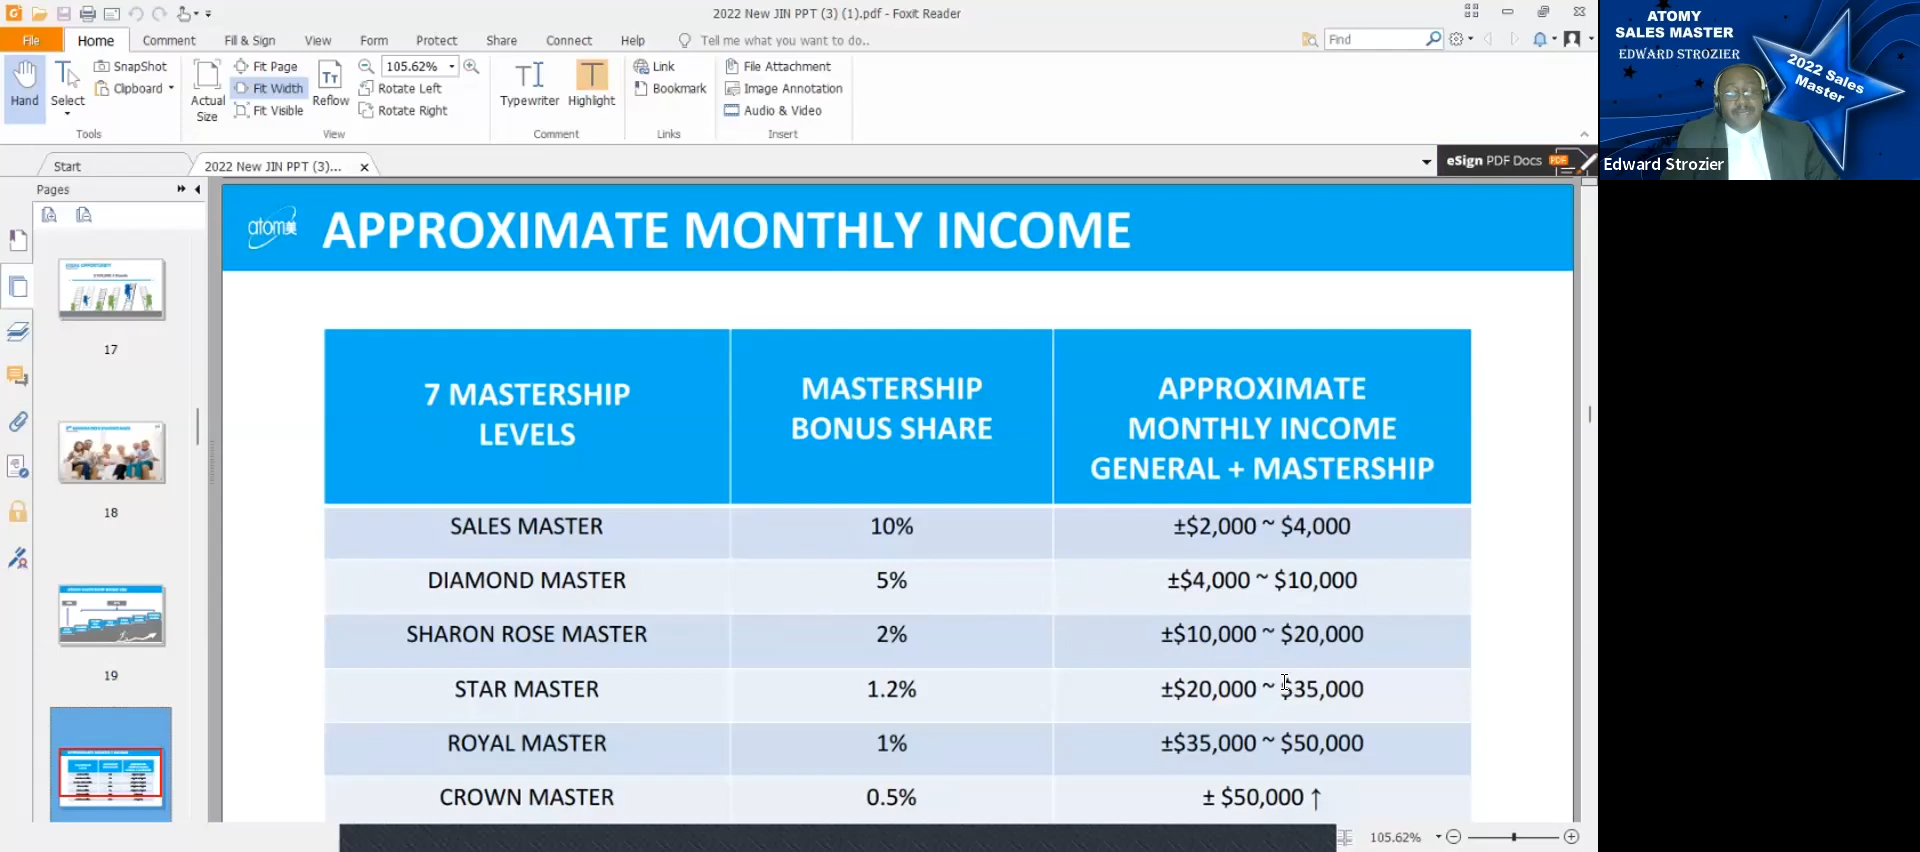 2022 New JIN PPT (3) (1).pdf - Foxit Reader
File Home Comment Fill & Sign View Form Protect Share Connect Help Tell me what you want to do.. Find
Hand
Select
SnapShot
Clipboard
Tools
Actual
Size
Fit Page
Fit Width
Fit Visible
Reflow
105.62%
Rotate Left
Rotate Right
View
Typewriter
Highlight
Comment
Link
Bookmark
Links
File Attachment
Image Annotation
Audio & Video
Insert
Start
2022 New JIN PPT (3)...
eSign PDF Docs
PDF
Pages
17
18
19
atom美
APPROXIMATE MONTHLY INCOME
7 MASTERSHIP
LEVELS
MASTERSHIP
BONUS SHARE
APPROXIMATE
MONTHLY INCOME
GENERAL + MASTERSHIP
SALES MASTER 10% ±$2,000 ~ $4,000
DIAMOND MASTER 5% ±$4,000 ~ $10,000
SHARON ROSE MASTER 2% ±$10,000 ~ $20,000
STAR MASTER 1.2% ±$20,000 ~ $35,000
ROYAL MASTER 1% ±$35,000 ~ $50,000
CROWN MASTER 0.5% ± $50,000 ↑
105.62%
ATOMY
SALES MASTER
EDWARD STROZIER
2022 Sales
Master
Edward Strozier